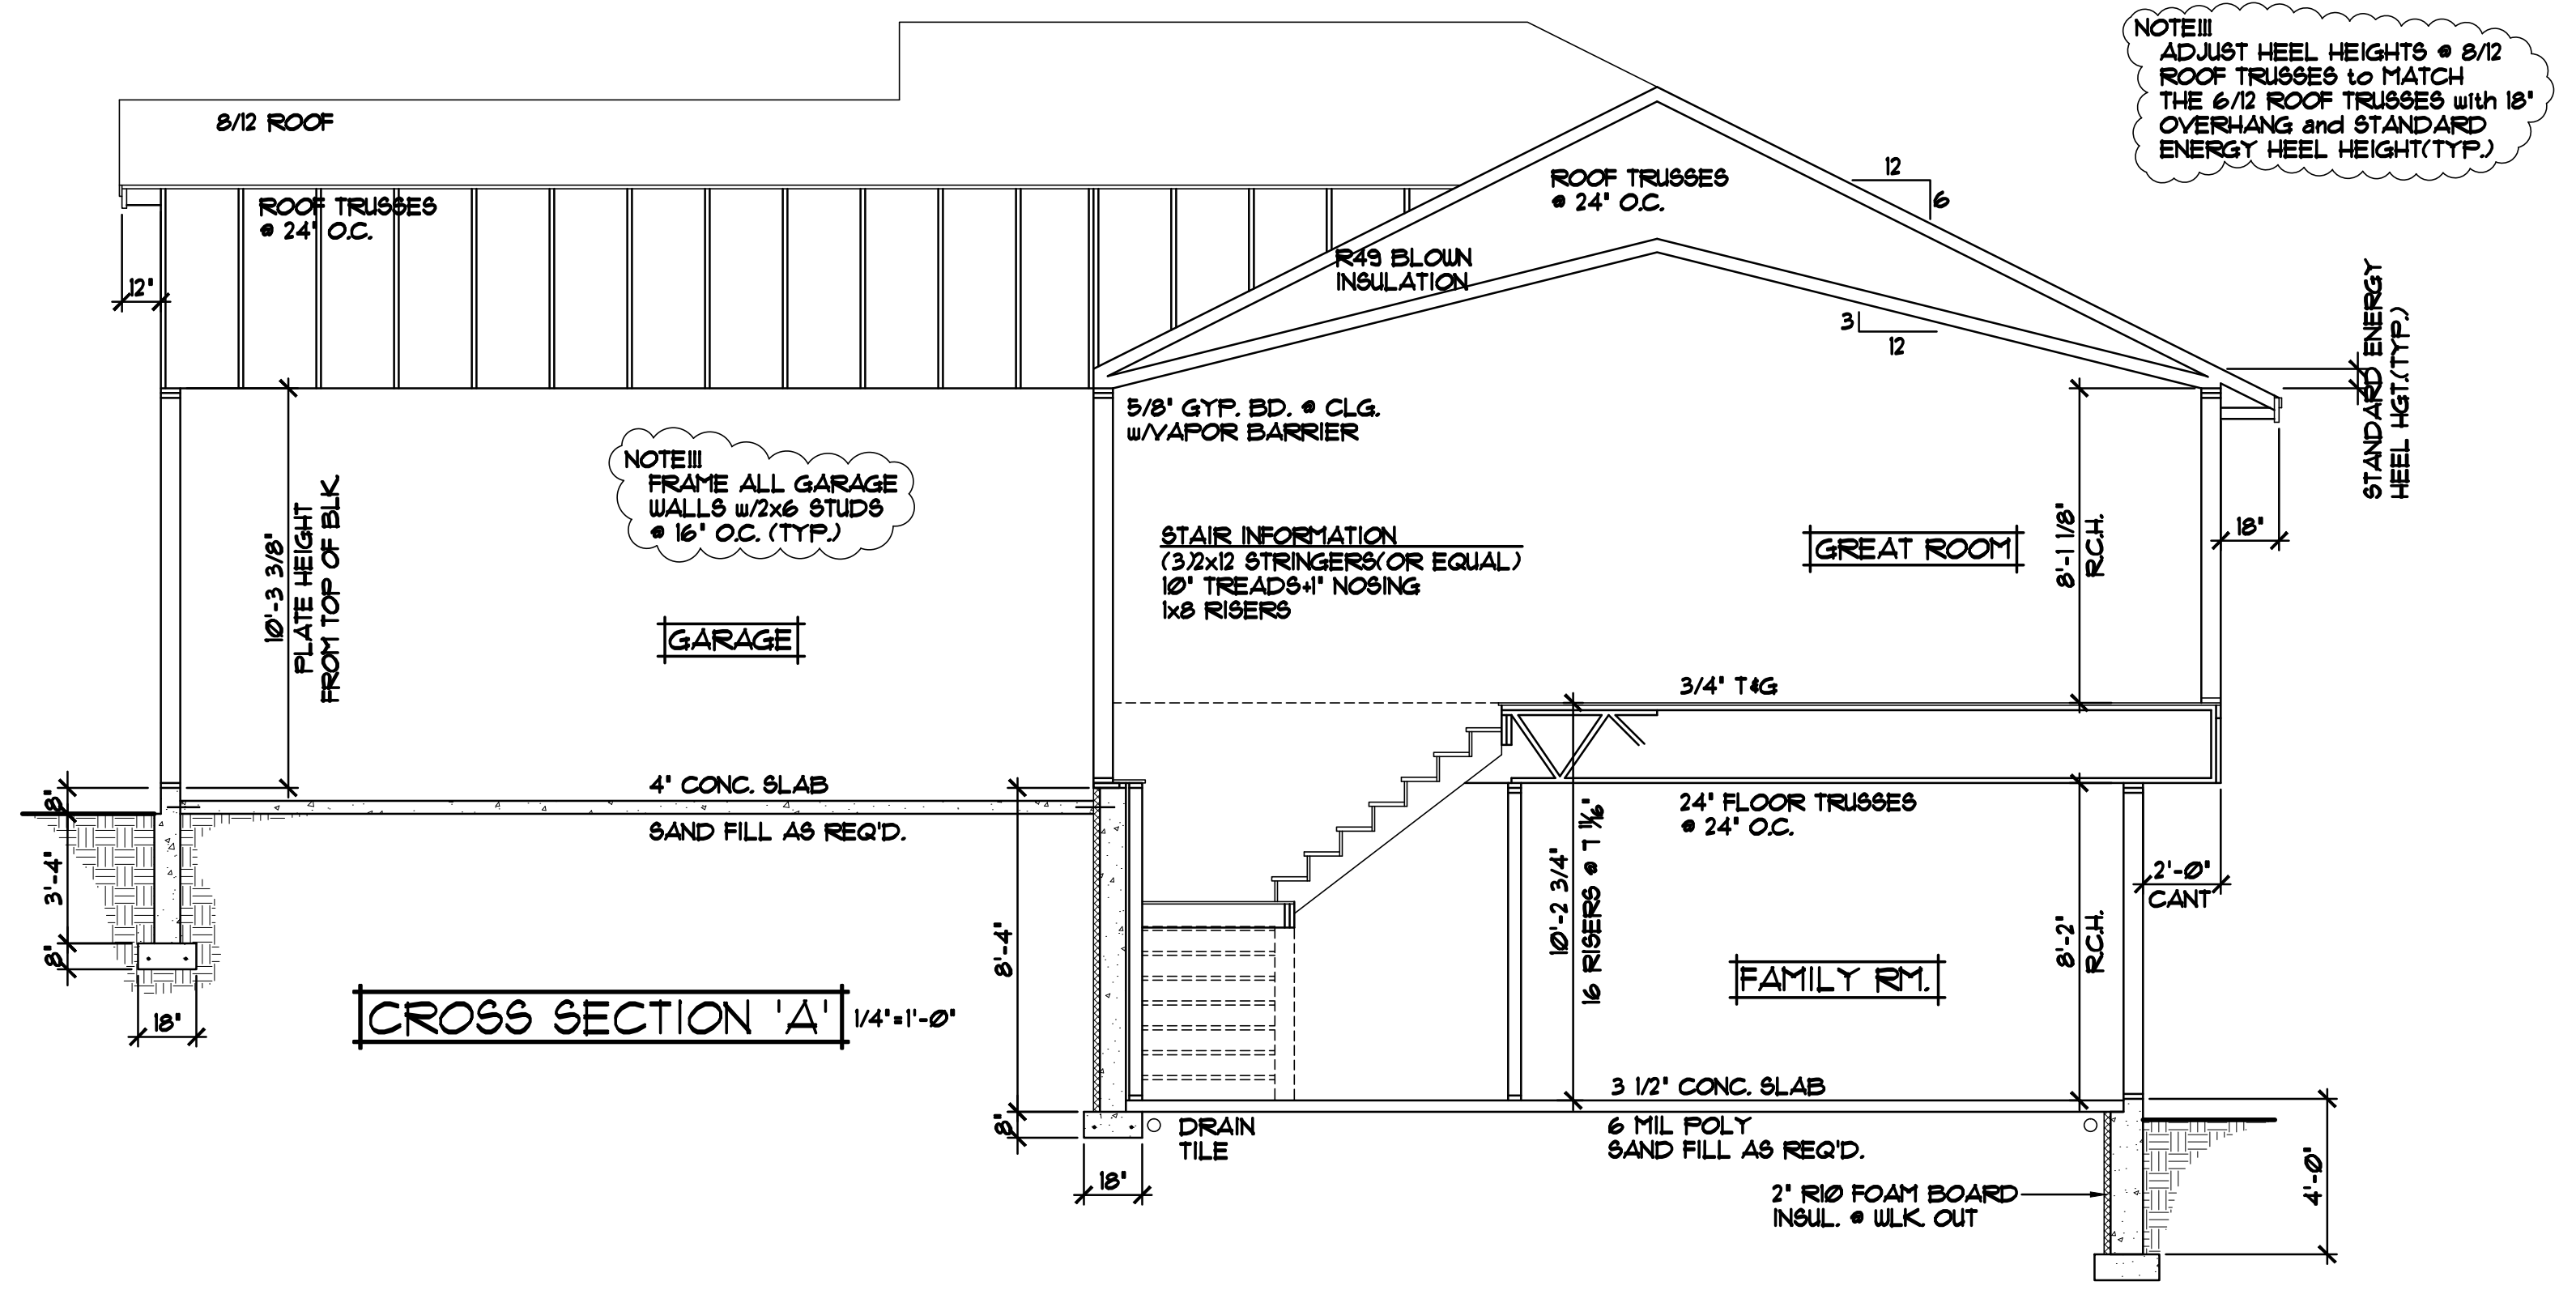 NOTE!!!
ADJUST HEEL HEIGHTS @ 8/12
ROOF TRUSSES to MATCH
THE 6/12 ROOF TRUSSES with 18"
OVERHANG and STANDARD
ENERGY HEEL HEIGHT(TYP.)
8/12 ROOF
ROOF TRUSSES
@ 24" O.C.
12"
ROOF TRUSSES
@ 24" O.C.
12
6
R49 BLOWN
INSULATION
3
12
STANDARD ENERGY
HEEL HGT.(TYP.)
5/8" GYP. BD. @ CLG.
w/VAPOR BARRIER
NOTE!!!
FRAME ALL GARAGE
WALLS w/2x6 STUDS
@ 16" O.C. (TYP.)
10'-3 3/8"
PLATE HEIGHT
FROM TOP OF BLK.
STAIR INFORMATION
(3)2x12 STRINGERS(OR EQUAL)
10" TREADS+1" NOSING
1x8 RISERS
GREAT ROOM
8'-1 1/8"
R.C.H.
18"
GARAGE
3/4" T&G
4" CONC. SLAB
SAND FILL AS REQ'D.
8"
3'-4"
8"
18"
24" FLOOR TRUSSES
@ 24" O.C.
10'-2 3/4"
16 RISERS @ 7 11/16"
2'-0"
CANT
8'-4"
8"
18"
8'-2"
R.C.H.
FAMILY RM.
CROSS SECTION 'A'
1/4"=1'-0"
3 1/2" CONC. SLAB
DRAIN
TILE
6 MIL POLY
SAND FILL AS REQ'D.
2" R10 FOAM BOARD
INSUL. @ WLK. OUT
4'-0"